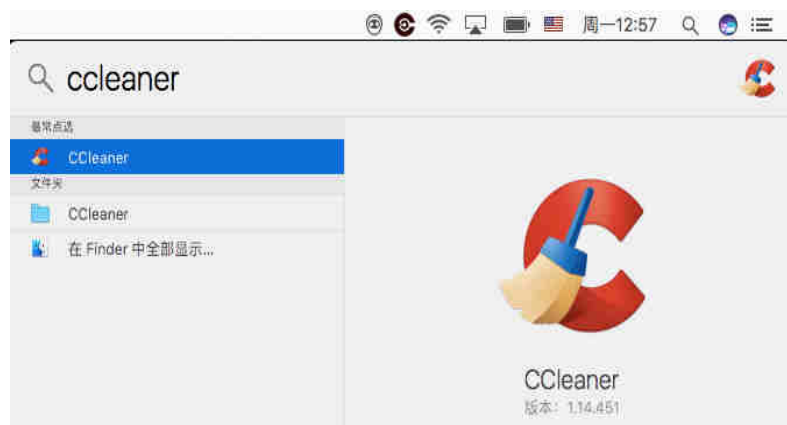 周一12:57
ccleaner
最常点选
CCleaner
文件夹
CCleaner
在 Finder 中全部显示...
CCleaner
版本：1.14.451